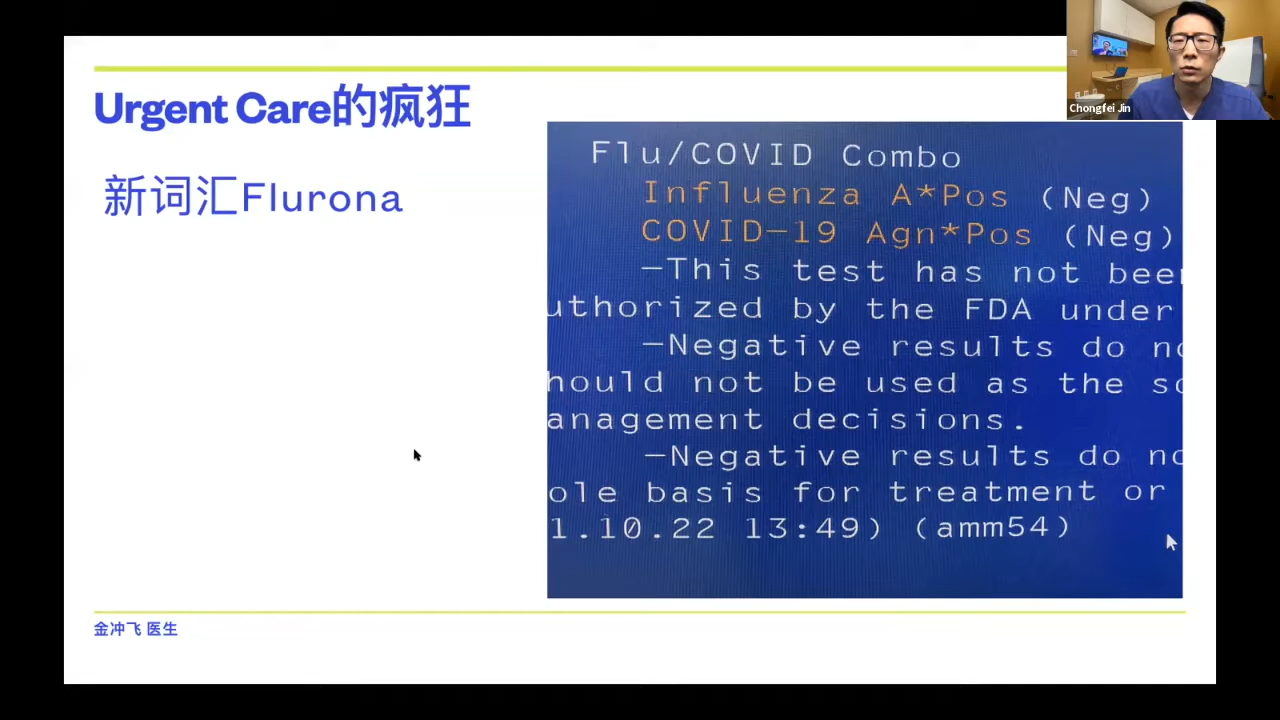 Urgent Care的疯狂
新词汇Flurona
Chongfei Jin
Flu/COVID Combo
Influenza A*Pos (Neg)
COVID-19 Agn*Pos (Neg)
-This test has not been
uthorized by the FDA under
-Negative results do no
hould not be used as the so
anagement decisions.
-Negative results do no
ole basis for treatment or
1.10.22 13:49) (amm54)
金冲飞 医生